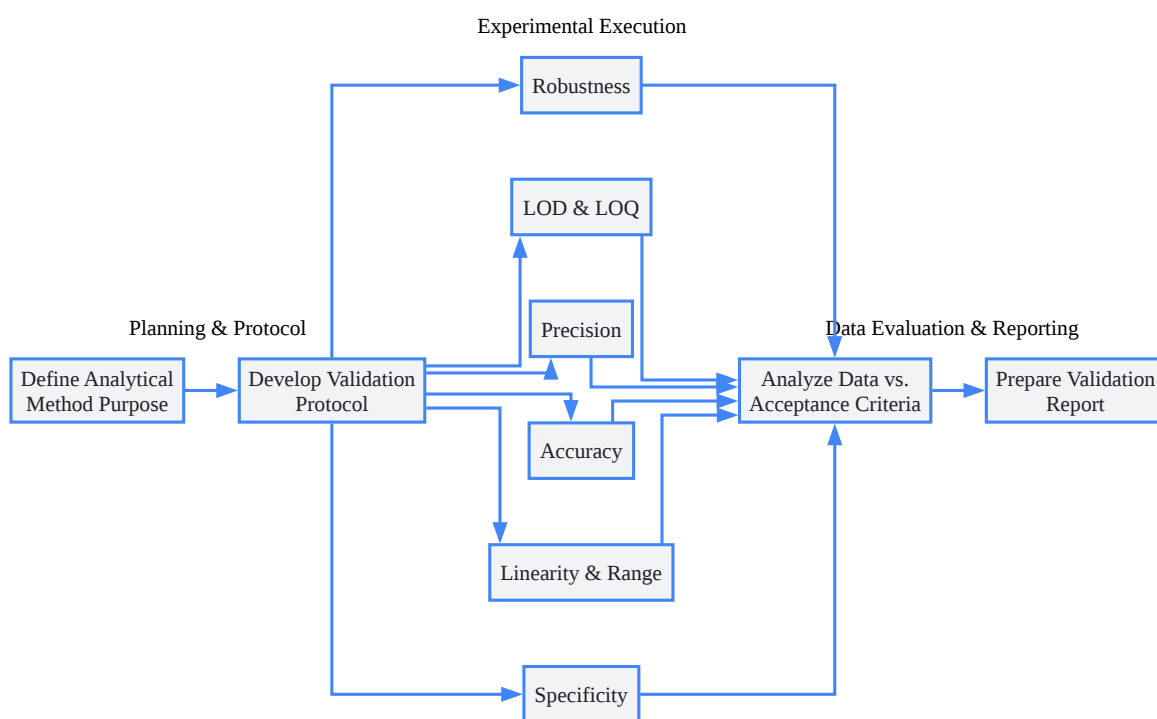 Experimental Execution
Robustness
LOD & LOQ
Precision
Planning & Protocol
Data Evaluation & Reporting
Define Analytical
Method Purpose
Develop Validation
Protocol
Analyze Data vs.
Acceptance Criteria
Prepare Validation
Report
Accuracy
Linearity & Range
Specificity